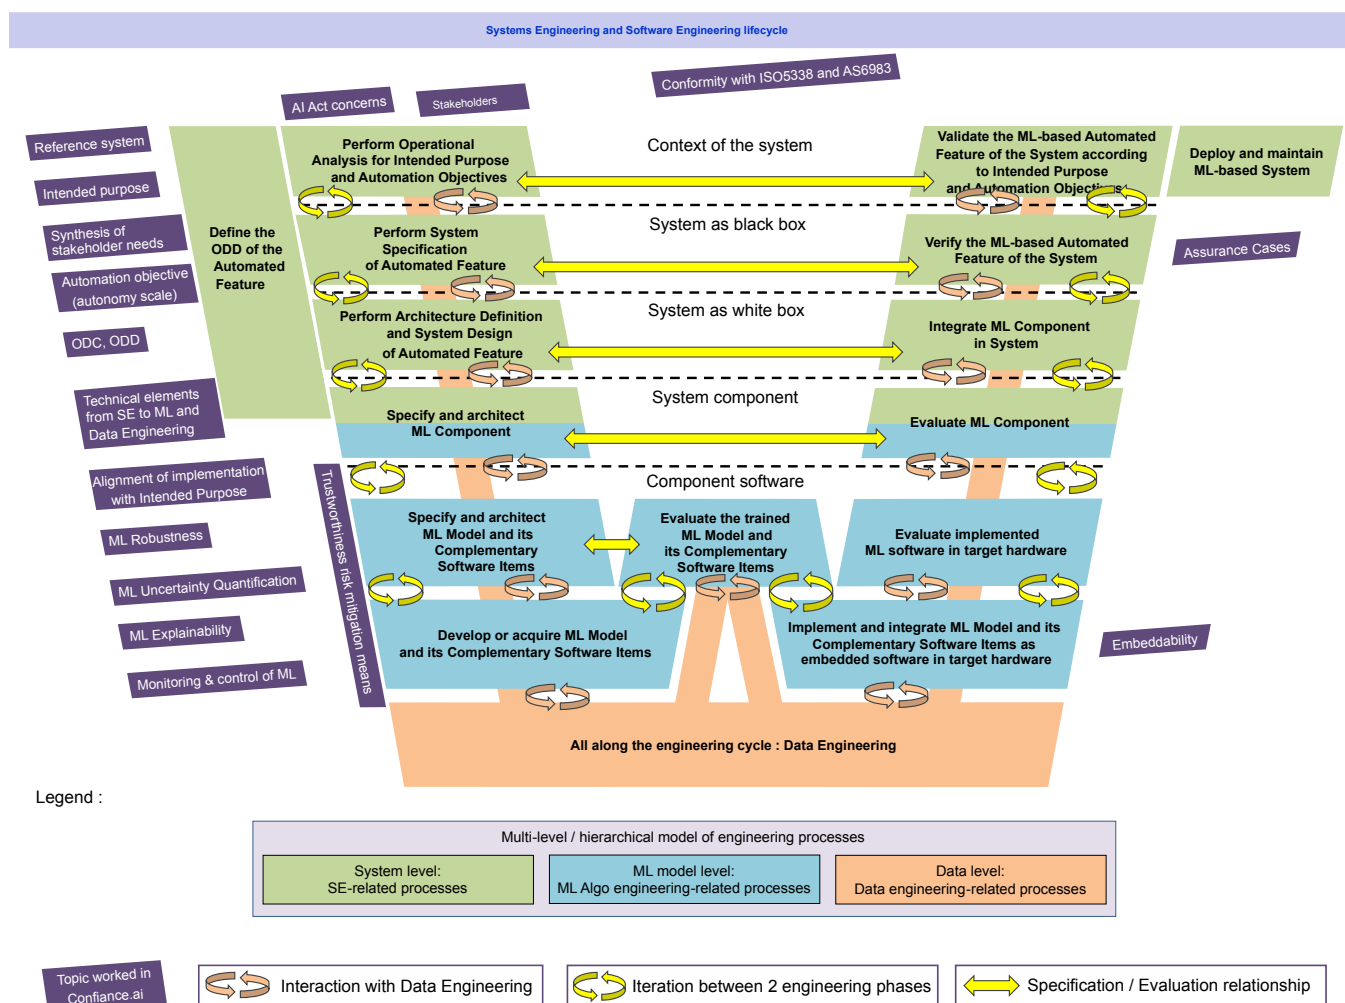 Systems Engineering and Software Engineering lifecycle
Conformity with ISO5338 and AS6983
AI Act concerns
Stakeholders
Reference system
Intended purpose
Synthesis of
stakeholder needs
Automation objective
(autonomy scale)
ODC, ODD
Technical elements
from SE to ML and
Data Engineering
Alignment of implementation
with Intended Purpose
ML Robustness
ML Uncertainty Quantification
ML Explainability
Monitoring & control of ML
Trustworthiness risk mitigation means
Define the
ODD of the
Automated
Feature
Perform Operational
Analysis for Intended Purpose
and Automation Objectives
Context of the system
Validate the ML-based Automated
Feature of the System according
to Intended Purpose
and Automation Objectives
Deploy and maintain
ML-based System
Perform System
Specification
of Automated Feature
System as black box
Verify the ML-based Automated
Feature of the System
Assurance Cases
Perform Architecture Definition
and System Design
of Automated Feature
System as white box
Integrate ML Component
in System
Specify and architect
ML Component
System component
Evaluate ML Component
Component software
Specify and architect
ML Model and its
Complementary
Software Items
Evaluate the trained
ML Model and
its Complementary
Software Items
Evaluate implemented
ML software in target hardware
Develop or acquire ML Model
and its Complementary Software Items
Implement and integrate ML Model and its
Complementary Software Items as
embedded software in target hardware
Embeddability
All along the engineering cycle : Data Engineering
Legend :
Multi-level / hierarchical model of engineering processes
System level:
SE-related processes
ML model level:
ML Algo engineering-related processes
Data level:
Data engineering-related processes
Topic worked in
Confiance.ai
Interaction with Data Engineering
Iteration between 2 engineering phases
Specification / Evaluation relationship